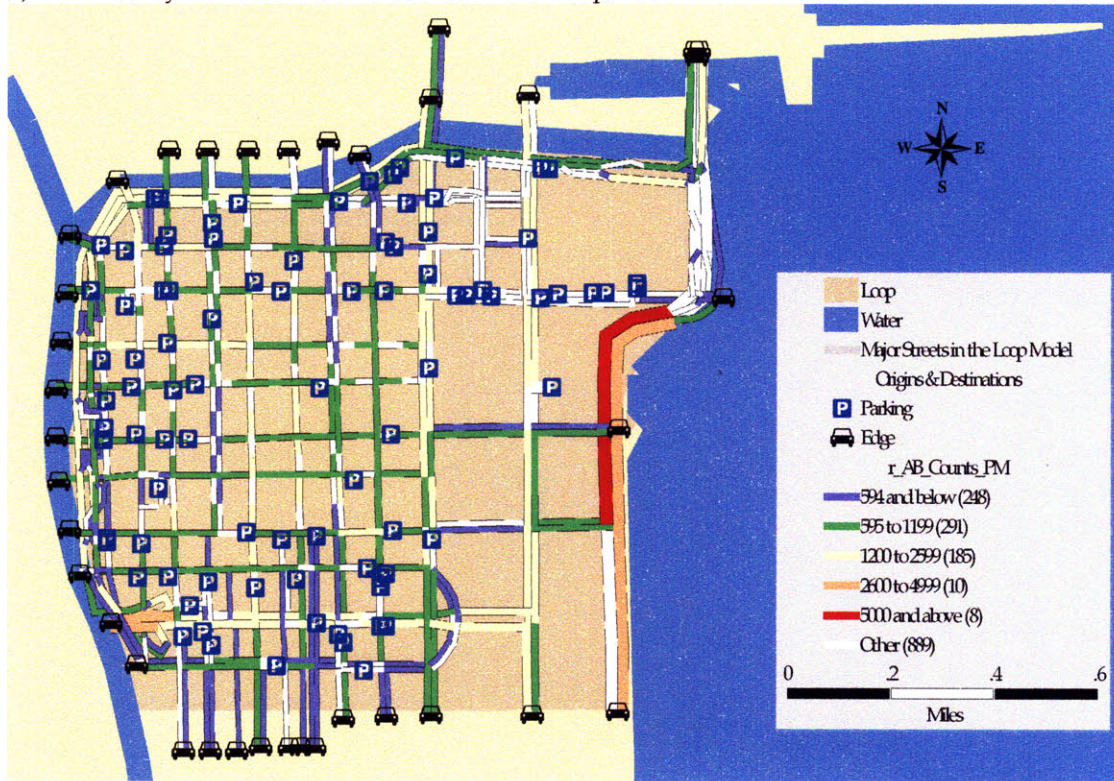 N
W E
S
Loop
Water
Major Streets in the Loop Model
Origins & Destinations
P Parking
Edge
r_AB_Counts_PM
594 and below (248)
595 to 1199 (291)
1200 to 2599 (185)
2600 to 4999 (10)
5000 and above (8)
Other (889)
0 .2 .4 .6
Miles